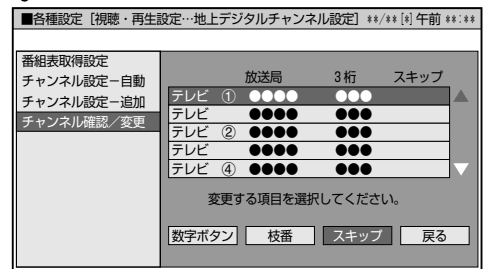 ■各種設定［視聴・再生設定…地上デジタルチャンネル設定］ **/**[*]午前 **:**
番組表取得設定
チャンネル設定－自動
チャンネル設定－追加
チャンネル確認／変更
放送局 3桁 スキップ
テレビ ① ●●●● ●●●
テレビ ●●●● ●●●
テレビ ② ●●●● ●●●
テレビ ●●●● ●●●
テレビ ④ ●●●● ●●●
変更する項目を選択してください。
数字ボタン 枝番 スキップ 戻る